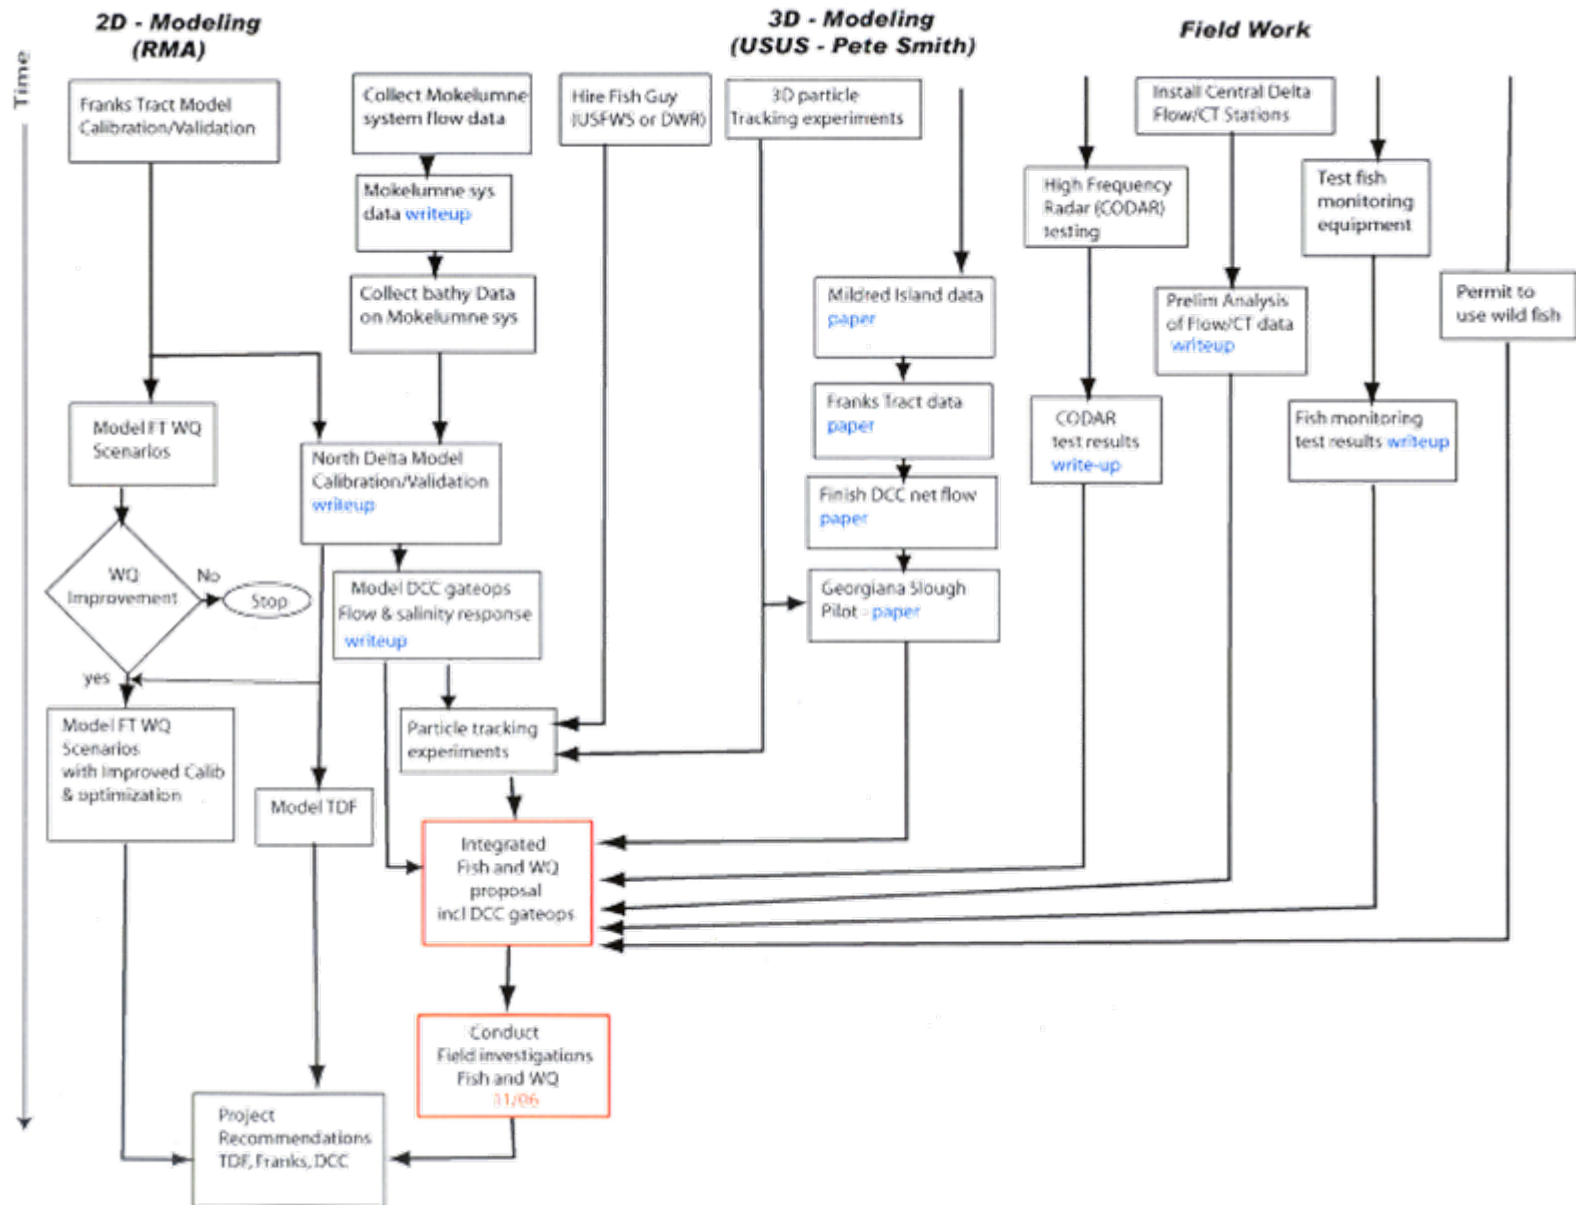 2D - Modeling
(RMA)
3D - Modeling
(USUS - Pete Smith)
Field Work
Time
Franks Tract Model
Calibration/Validation
Collect Mokelumne
system flow data
Hire Fish Guy
(USFWS or DWR)
3D particle
Tracking experiments
Install Central Delta
Flow/CT Stations
Mokelumne sys
data writeup
High Frequency
Radar (CODAR)
testing
Test fish
monitoring
equipment
Collect bathy Data
on Mokelumne sys
Mildred Island data
paper
Prelim Analysis
of Flow/CT data
writeup
Permit to
use wild fish
Model FT WQ
Scenarios
North Delta Model
Calibration/Validation
writeup
Franks Tract data
paper
CODAR
test results
write-up
Fish monitoring
test results writeup
Finish DCC net flow
paper
WQ
Improvement
No
Stop
yes
Model DCC gateops
Flow & salinity response
writeup
Georgiana Slough
Pilot - paper
Model FT WQ
Scenarios
with Improved Calib
& optimization
Particle tracking
experiments
Model TDF
Integrated
Fish and WQ
proposal
incl DCC gateops
Conduct
Field investigations
Fish and WQ
11/06
Project
Recommendations
TDF, Franks, DCC